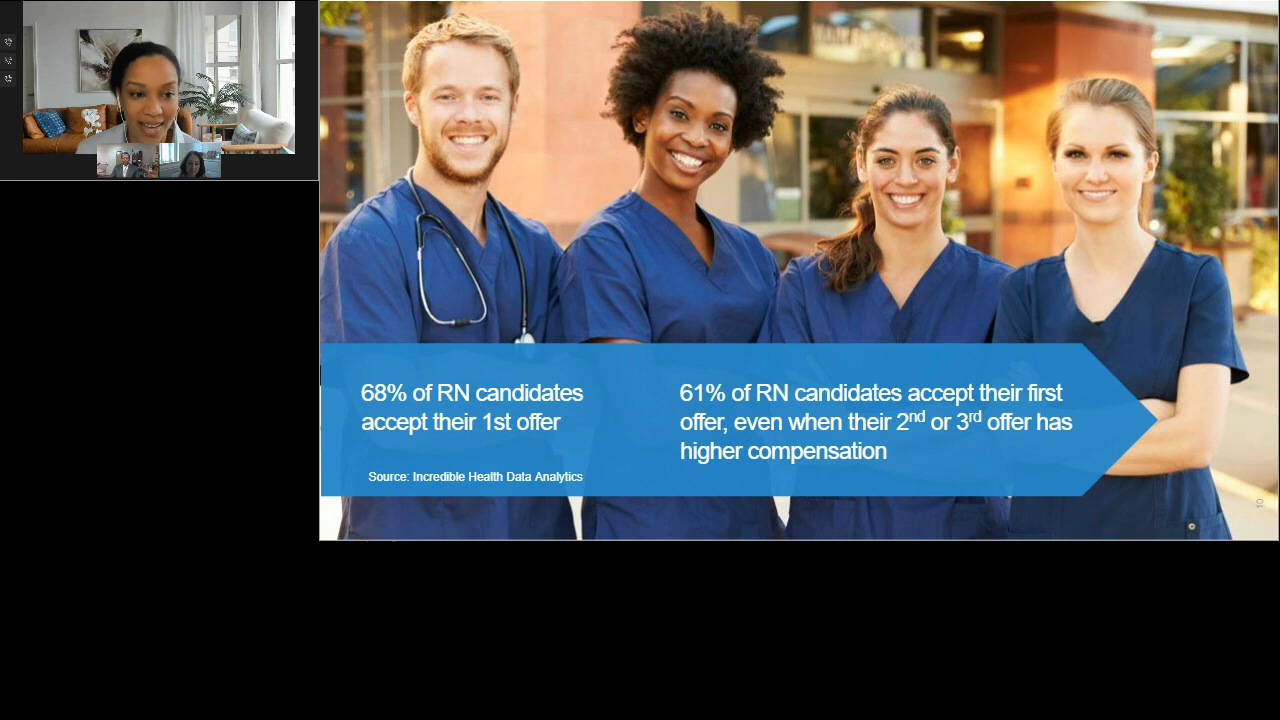 68% of RN candidates
accept their 1st offer
Source: Incredible Health Data Analytics
61% of RN candidates accept their first
offer, even when their 2nd or 3rd offer has
higher compensation
10